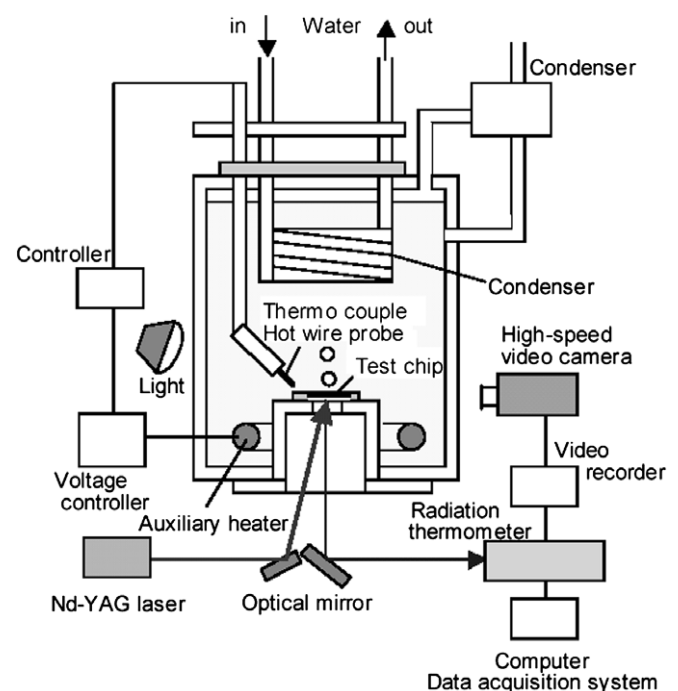 in Water out
Condenser
Controller
Condenser
Thermo couple
Hot wire probe
High-speed
video camera
Light
Test chip
Voltage
controller
Video
recorder
Auxiliary heater
Radiation
thermometer
Nd-YAG laser
Optical mirror
Computer
Data acquisition system